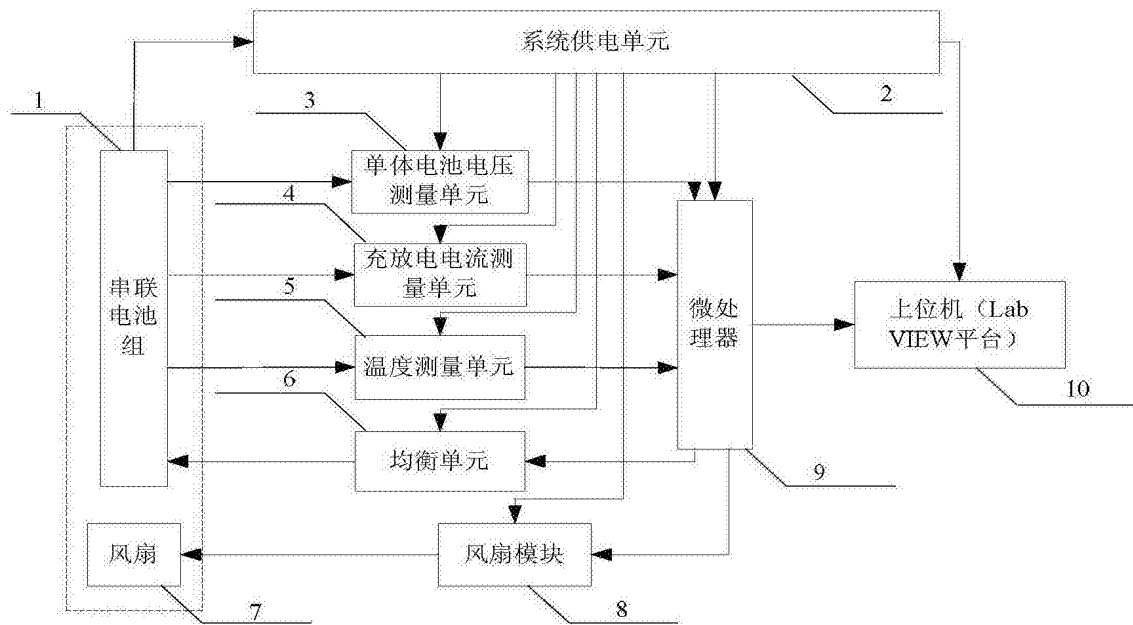 系统供电单元
1
2
3
单体电池电压
测量单元
4
充放电电流测
量单元
串联
电池
组
5
微处
理器
上位机（Lab
VIEW平台）
温度测量单元
6
10
均衡单元
9
风扇
风扇模块
7
8